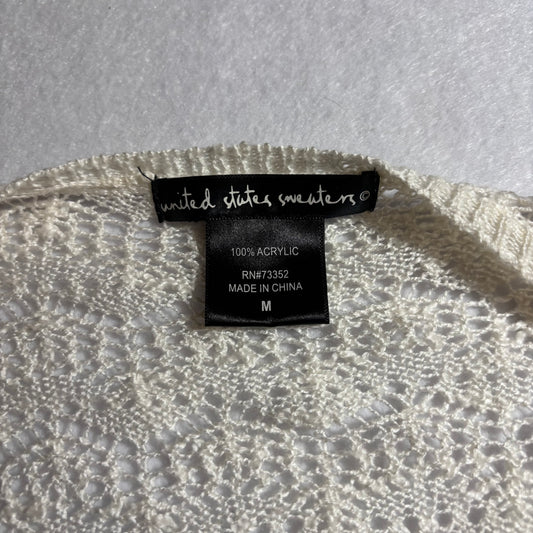 united states sweaters©
100% ACRYLIC
RN#73352
MADE IN CHINA
M